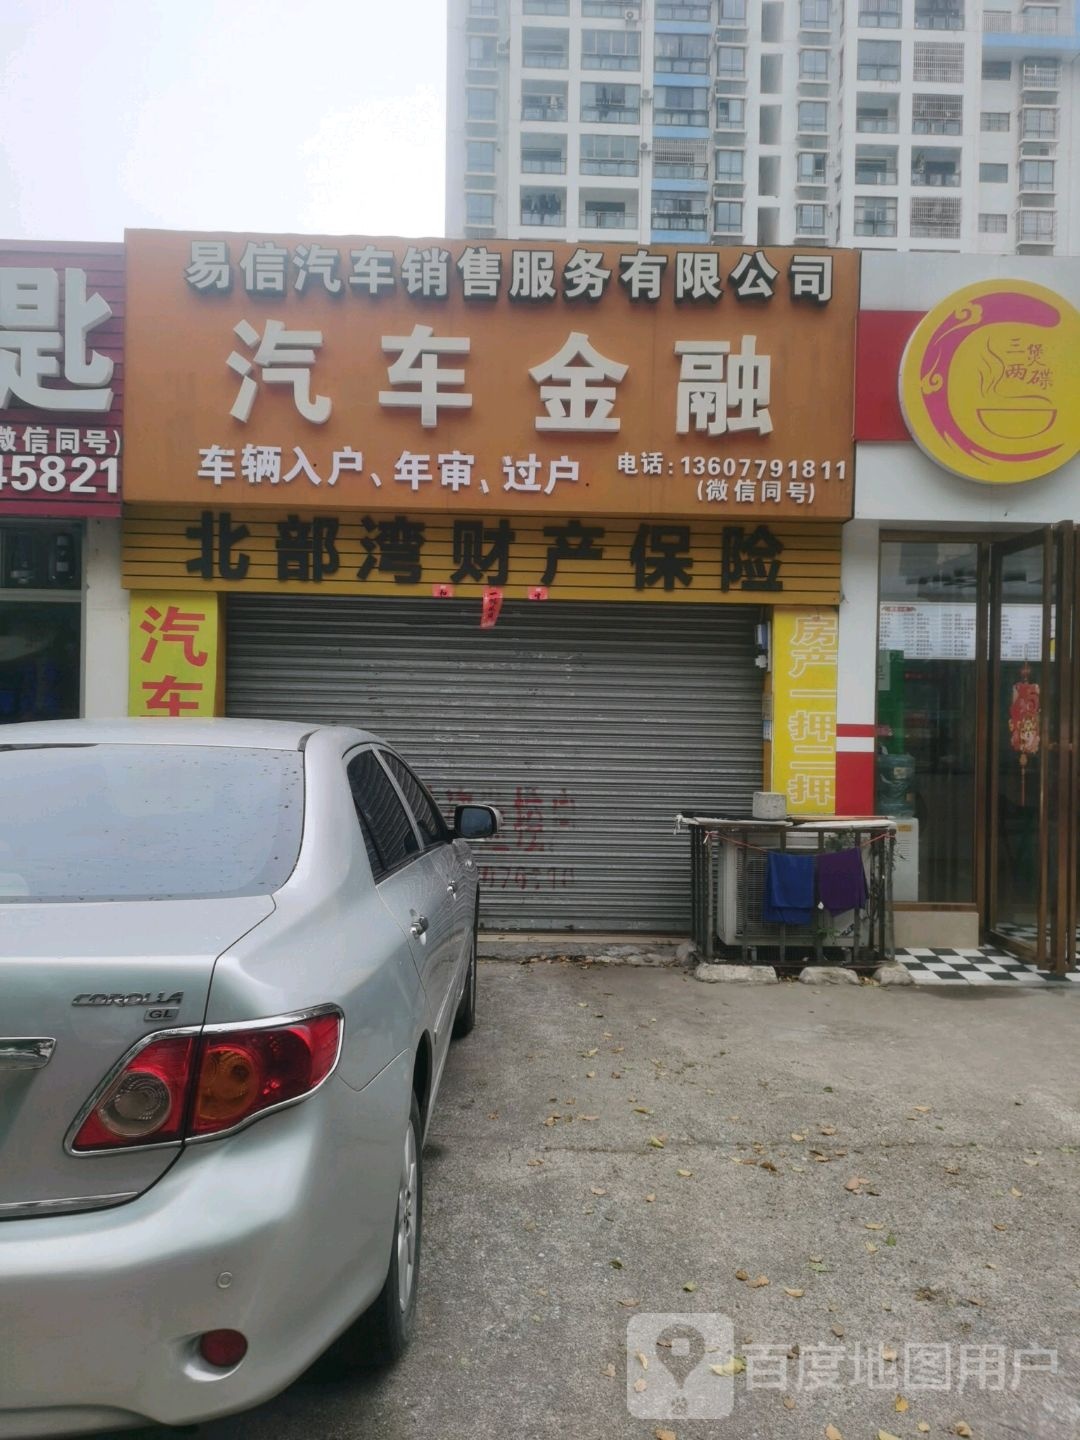 易信汽车销售服务有限公司
汽车金融
车辆入户、年审、过户
电话:13607791811
(微信同号)
北部湾财产保险
匙
微信同号)
45821
三煲
两碟
汽车
房产一押二押
COROLLA
GL
百度地图用户